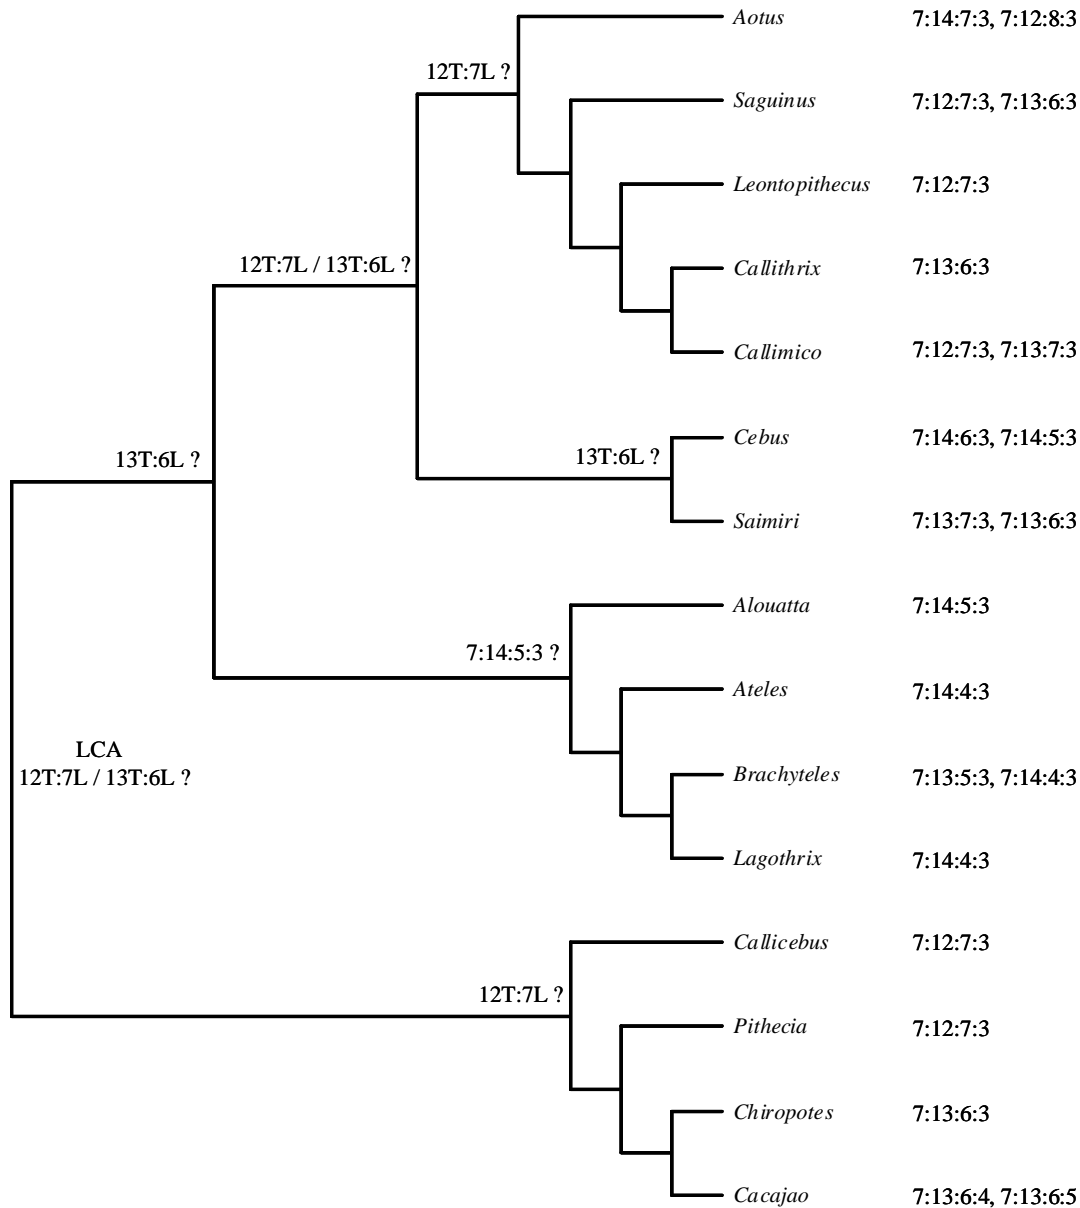 Aotus 7:14:7:3, 7:12:8:3
12T:7L ?
Saguinus 7:12:7:3, 7:13:6:3
Leontopithecus 7:12:7:3
12T:7L / 13T:6L ?
Callithrix 7:13:6:3
Callimico 7:12:7:3, 7:13:7:3
Cebus 7:14:6:3, 7:14:5:3
13T:6L ?
13T:6L ?
Saimiri 7:13:7:3, 7:13:6:3
Alouatta 7:14:5:3
7:14:5:3 ?
Ateles 7:14:4:3
LCA
12T:7L / 13T:6L ?
Brachyteles 7:13:5:3, 7:14:4:3
Lagothrix 7:14:4:3
Callicebus 7:12:7:3
12T:7L ?
Pithecia 7:12:7:3
Chiropotes 7:13:6:3
Cacajao 7:13:6:4, 7:13:6:5